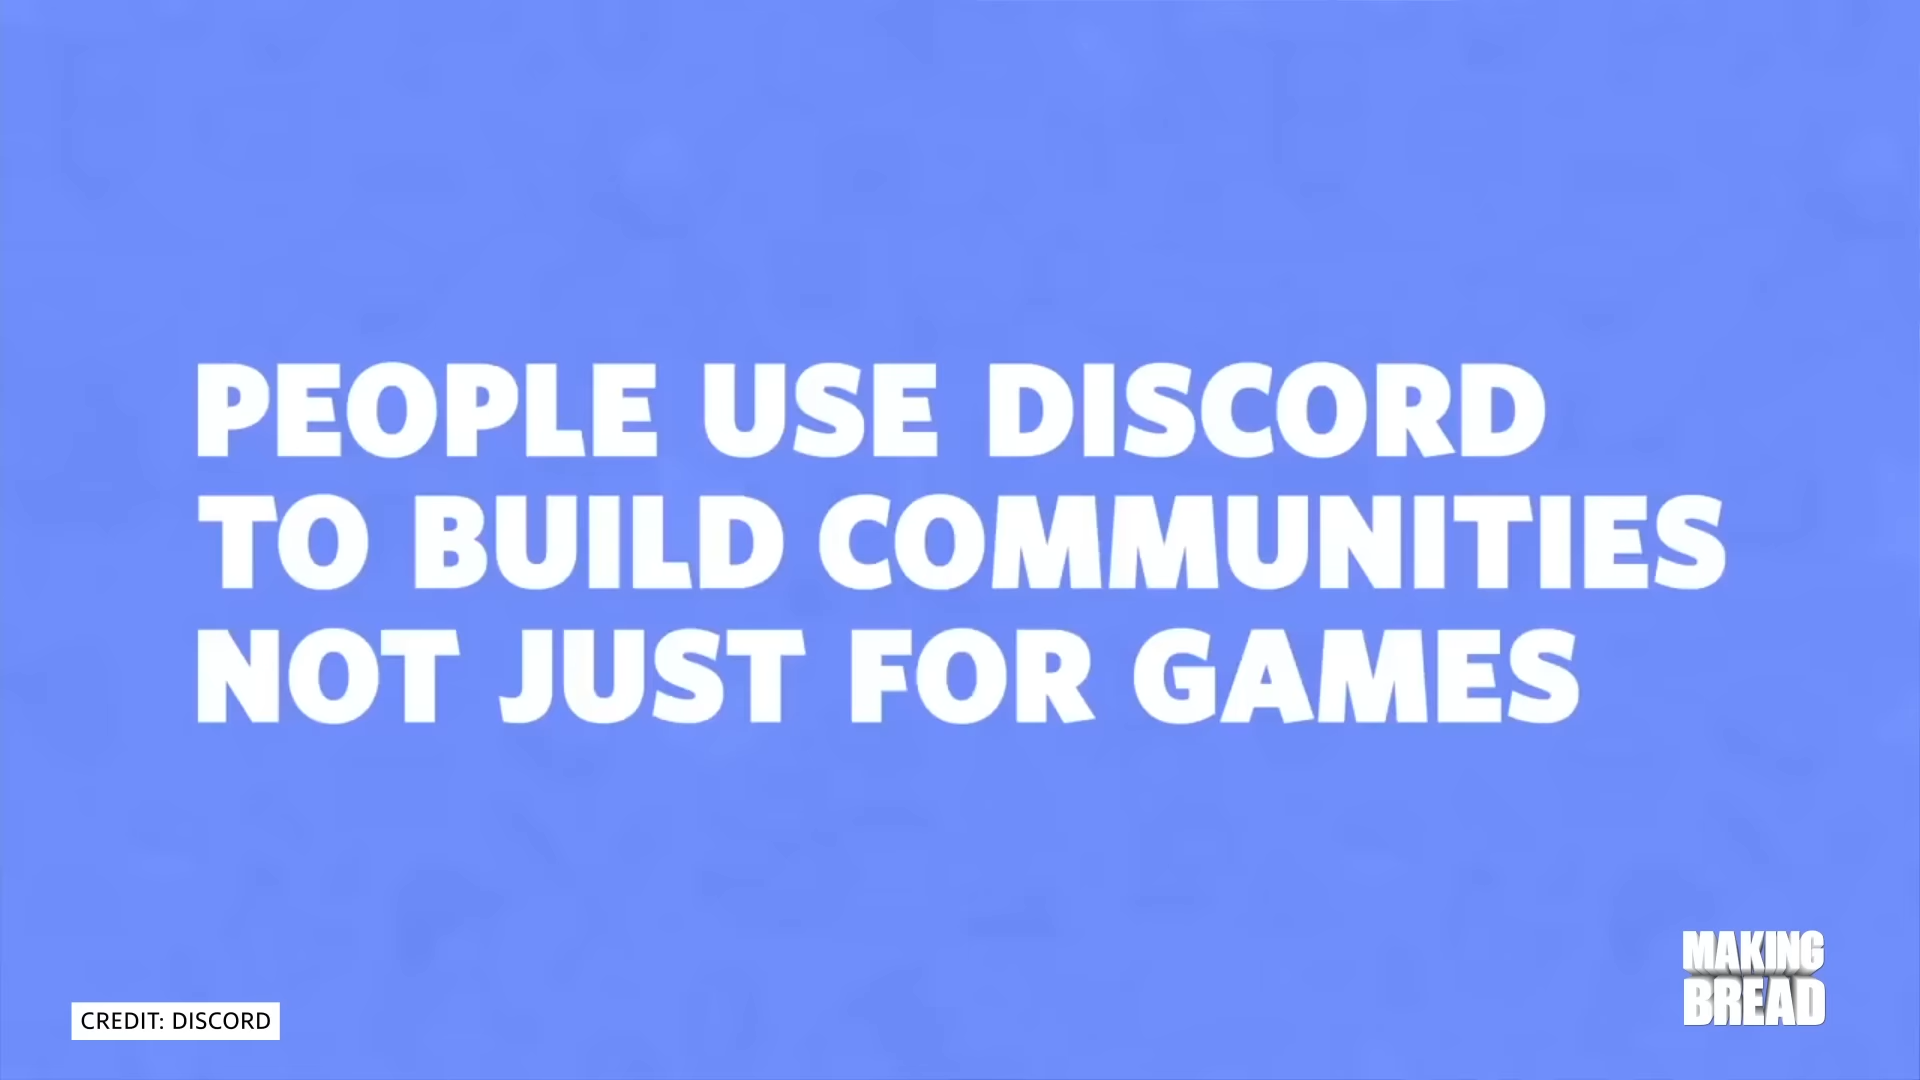 PEOPLE USE DISCORD
TO BUILD COMMUNITIES
NOT JUST FOR GAMES
CREDIT: DISCORD
MAKING
BREAD